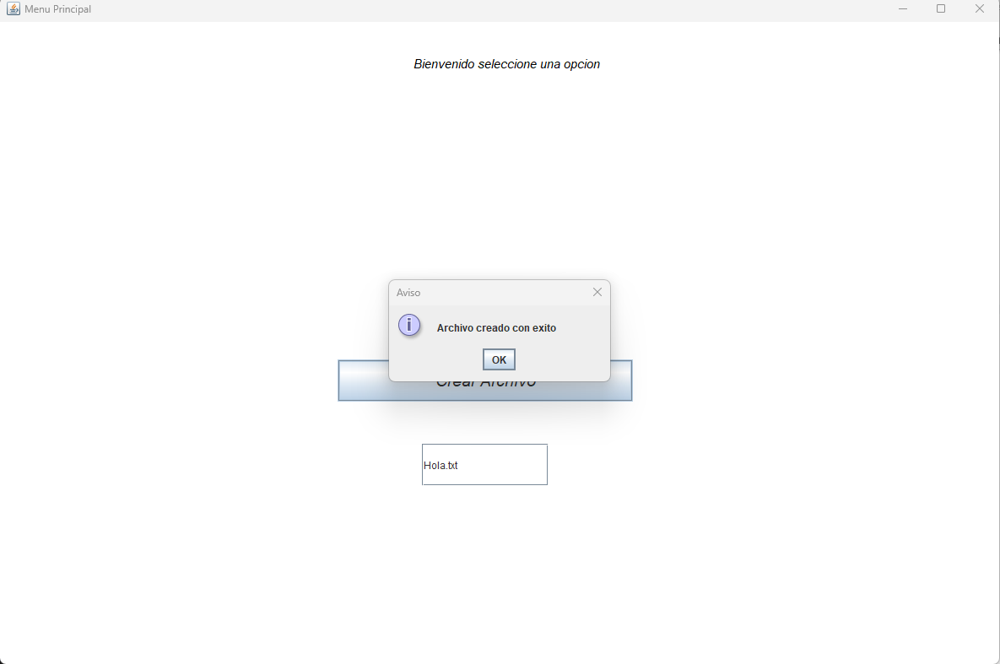 Menu Principal
Bienvenido seleccione una opcion
Aviso
Archivo creado con exito
OK
Crear Archivo
Hola.txt